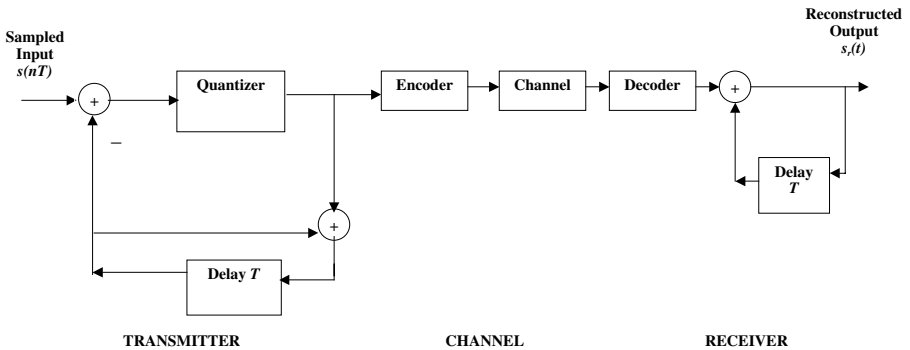 Sampled
Input
s(nT)
+
Quantizer
Encoder
Channel
Decoder
+
Reconstructed
Output
sᵣ(t)
–
Delay
T
+
Delay T
TRANSMITTER
CHANNEL
RECEIVER